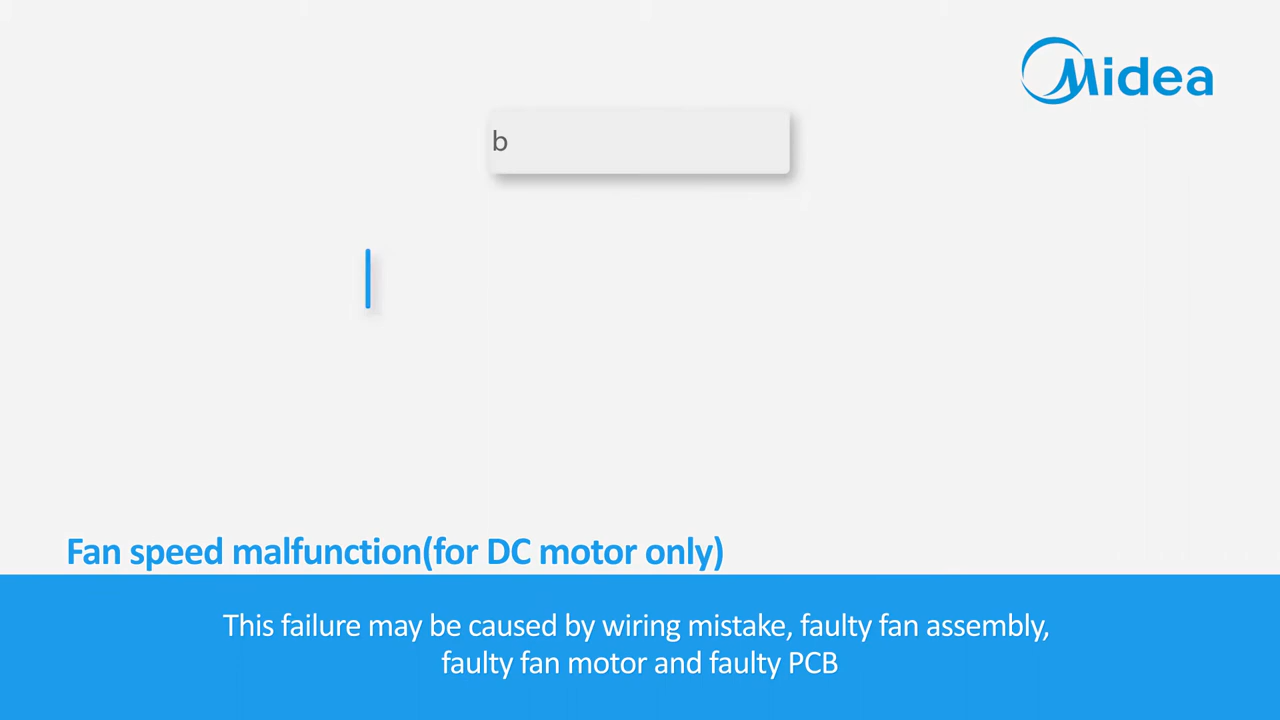 Midea
b
Fan speed malfunction(for DC motor only)
This failure may be caused by wiring mistake, faulty fan assembly,
faulty fan motor and faulty PCB